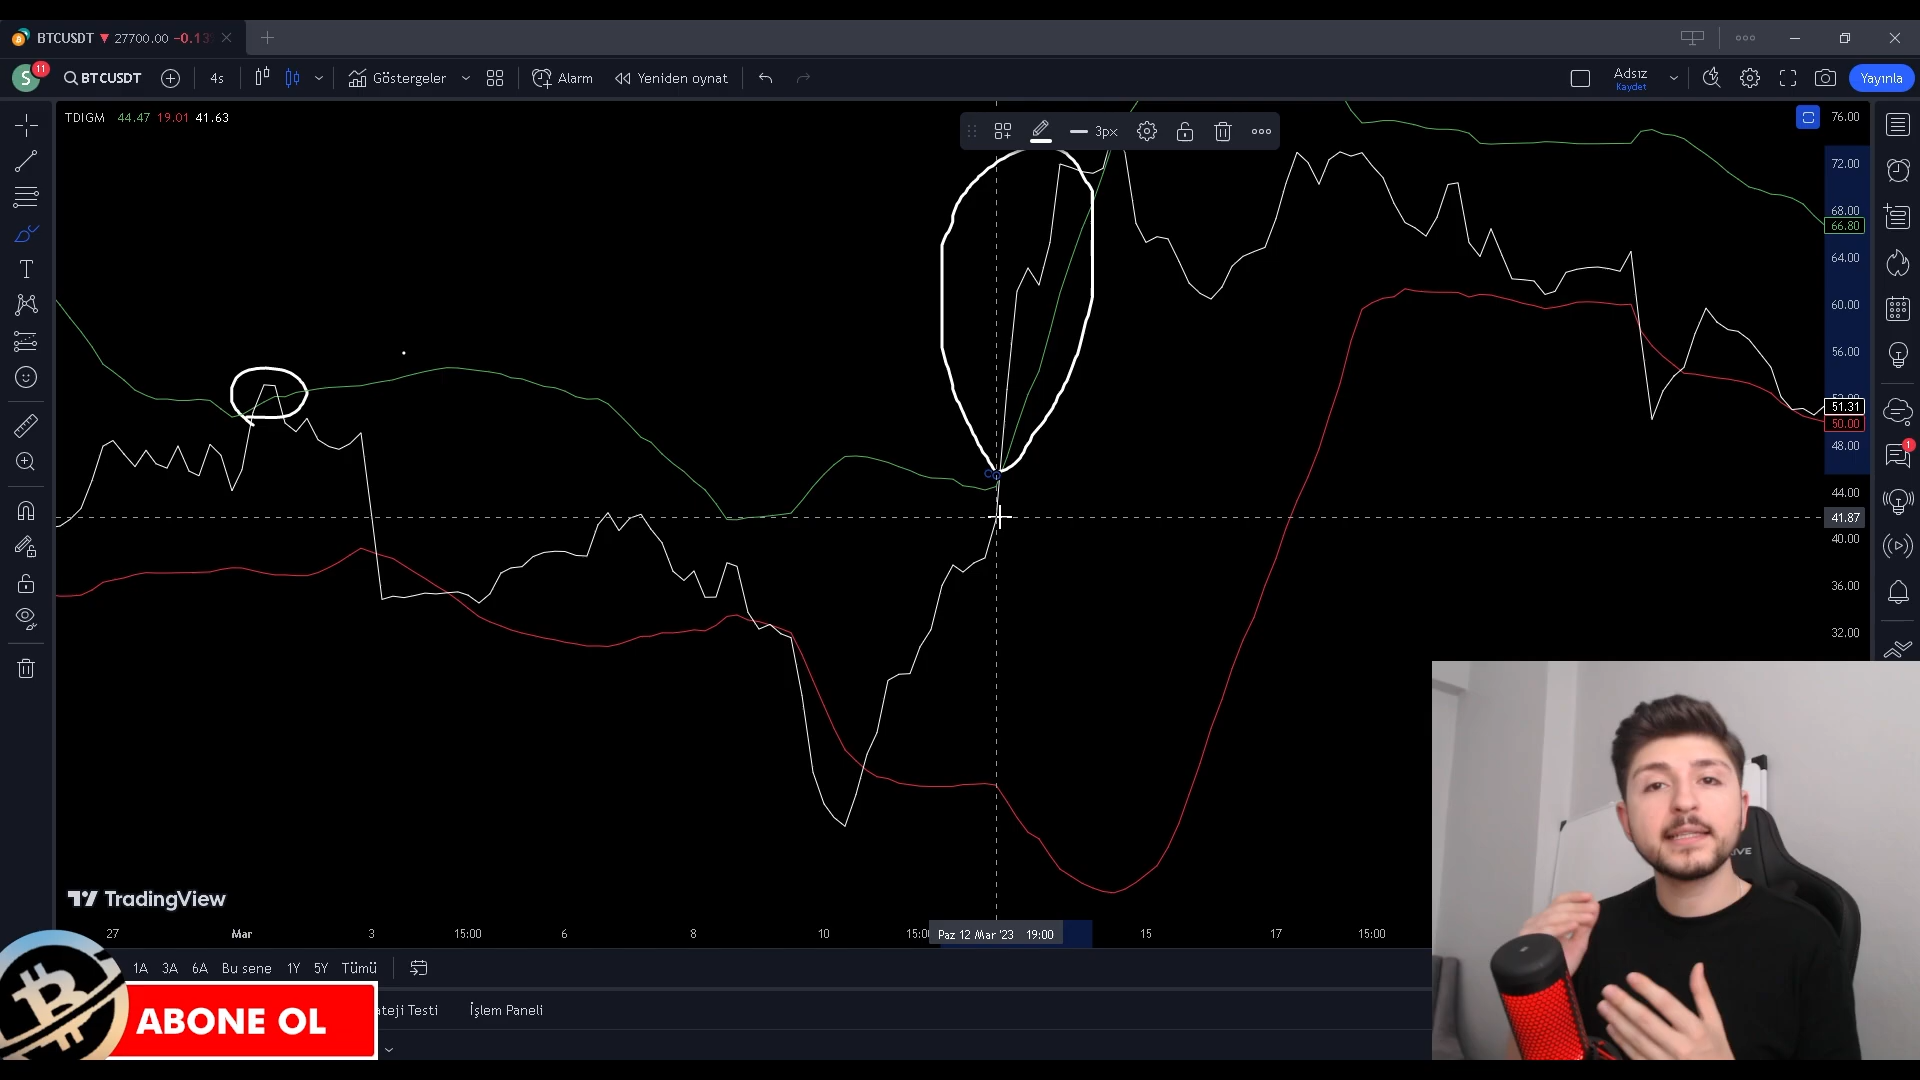 BTCUSDT ▼ 27700.00 −0.13
S 11 BTCUSDT 4s Göstergeler Alarm Yeniden oynat Adsız Kaydet Yayınla
TDIGM 44.47 19.01 41.63
3px
76.00
72.00
68.00
66.80
64.00
60.00
56.00
52.00
51.31
50.00
48.00
44.00
41.87
40.00
36.00
32.00
1
TradingView
27 Mar 3 15:00 6 8 10 15:00 Paz 12 Mar '23 19:00 15 17 15:00
1A 3A 6A Bu sene 1Y 5Y Tümü
ateji Testi İşlem Paneli
ABONE OL